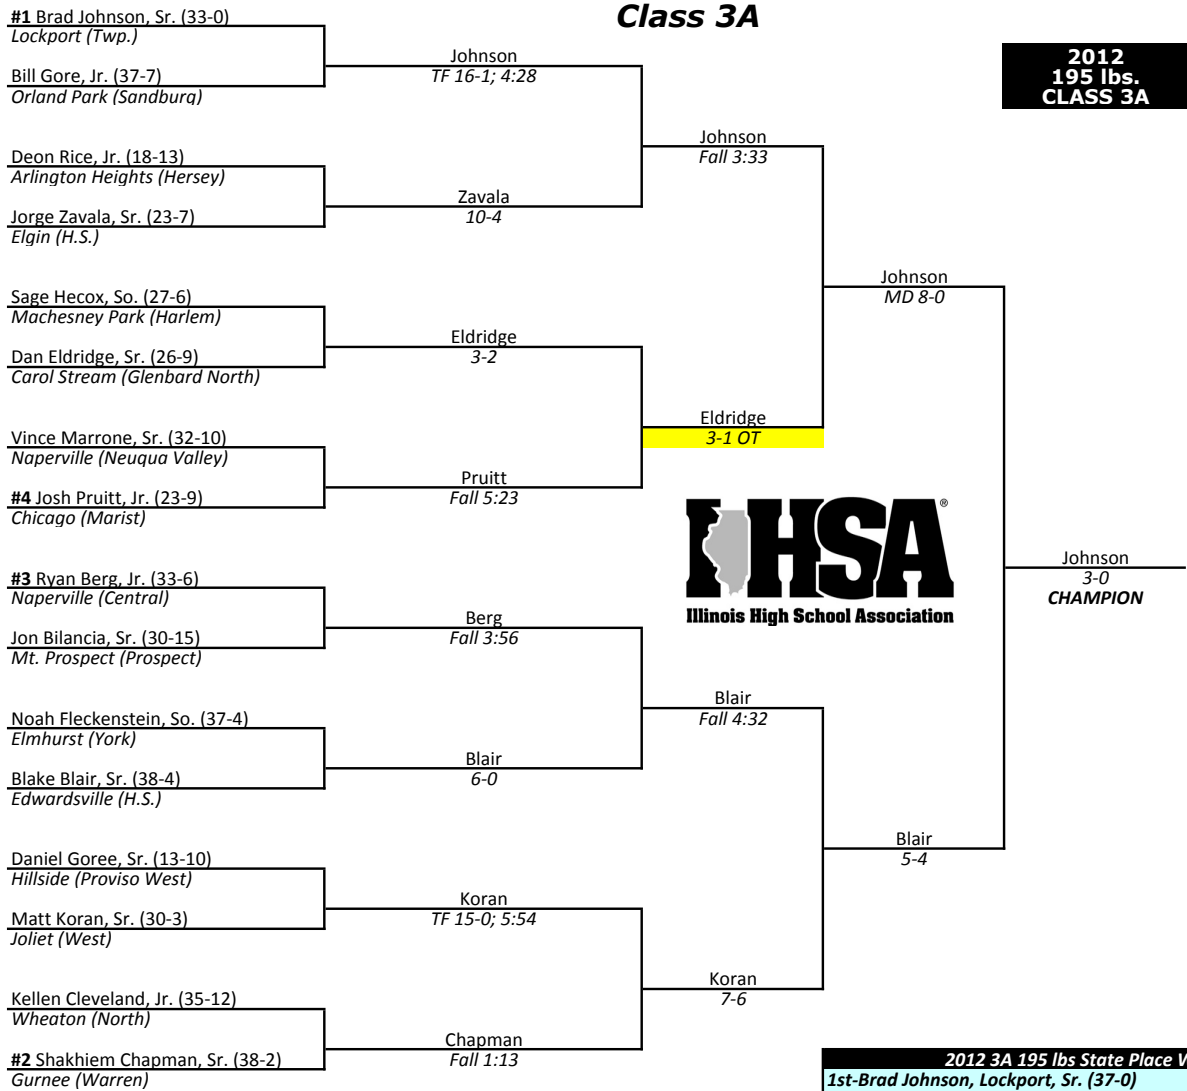 Class 3A
2012
195 lbs.
CLASS 3A
#1 Brad Johnson, Sr. (33-0)
Lockport (Twp.)
Johnson
TF 16-1; 4:28
Bill Gore, Jr. (37-7)
Orland Park (Sandburg)
Johnson
Fall 3:33
Deon Rice, Jr. (18-13)
Arlington Heights (Hersey)
Zavala
10-4
Jorge Zavala, Sr. (23-7)
Elgin (H.S.)
Johnson
MD 8-0
Sage Hecox, So. (27-6)
Machesney Park (Harlem)
Eldridge
3-2
Dan Eldridge, Sr. (26-9)
Carol Stream (Glenbard North)
Eldridge
3-1 OT
Vince Marrone, Sr. (32-10)
Naperville (Neuqua Valley)
Pruitt
Fall 5:23
#4 Josh Pruitt, Jr. (23-9)
Chicago (Marist)
IHSA®
Illinois High School Association
Johnson
3-0
CHAMPION
#3 Ryan Berg, Jr. (33-6)
Naperville (Central)
Berg
Fall 3:56
Jon Bilancia, Sr. (30-15)
Mt. Prospect (Prospect)
Blair
Fall 4:32
Noah Fleckenstein, So. (37-4)
Elmhurst (York)
Blair
6-0
Blake Blair, Sr. (38-4)
Edwardsville (H.S.)
Blair
5-4
Daniel Goree, Sr. (13-10)
Hillside (Proviso West)
Koran
TF 15-0; 5:54
Matt Koran, Sr. (30-3)
Joliet (West)
Koran
7-6
Kellen Cleveland, Jr. (35-12)
Wheaton (North)
Chapman
Fall 1:13
#2 Shakhiem Chapman, Sr. (38-2)
Gurnee (Warren)
2012 3A 195 lbs State Place W
1st-Brad Johnson, Lockport, Sr. (37-0)